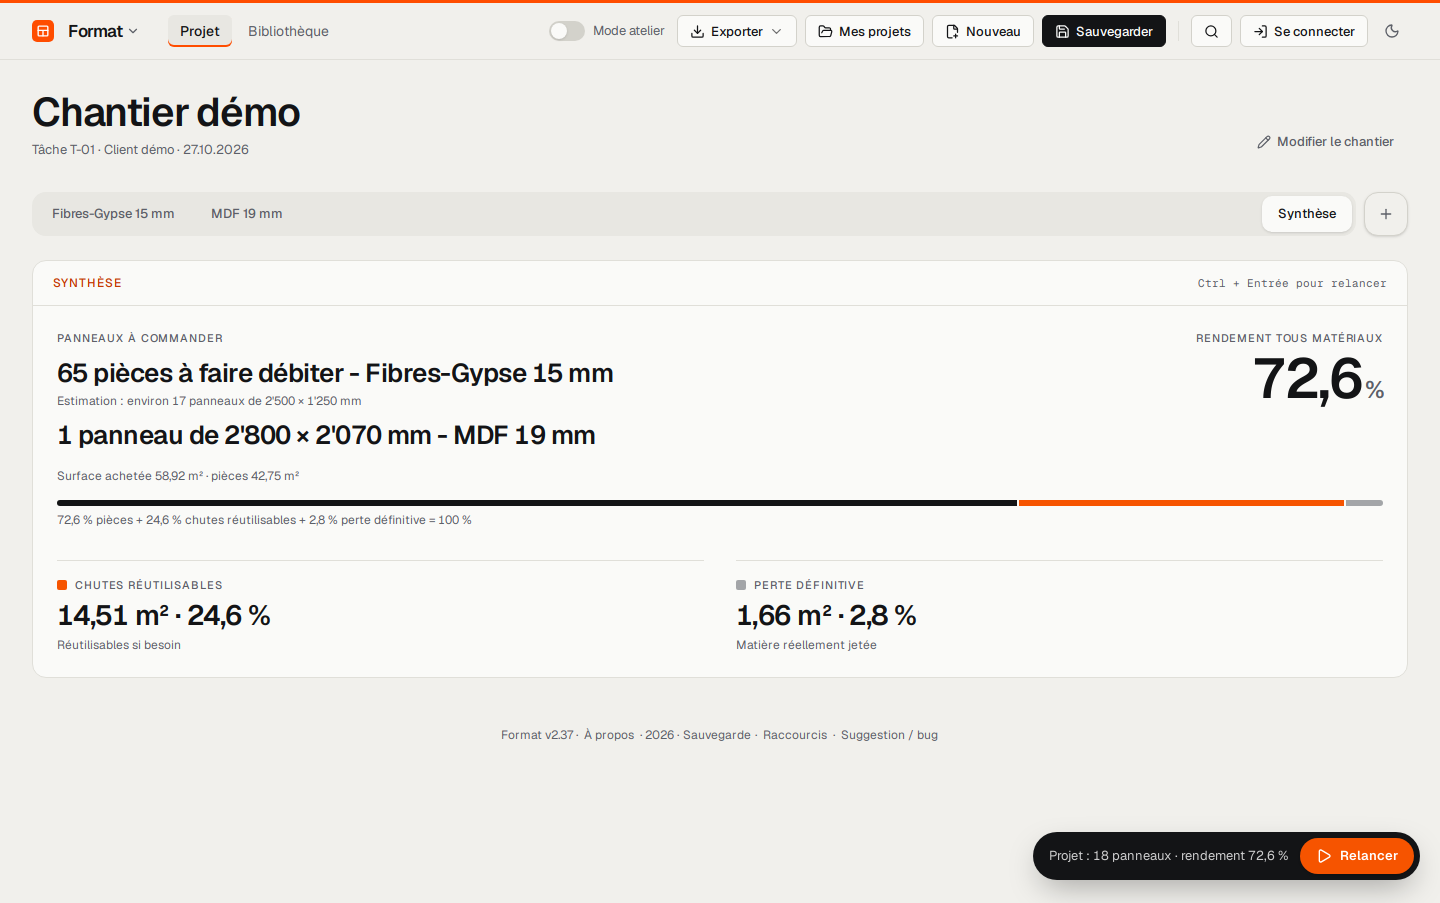 Format
Projet
Bibliothèque
Mode atelier
Exporter
Mes projets
Nouveau
Sauvegarder
Se connecter
Chantier démo
Tâche T-01 · Client démo · 27.10.2026
Modifier le chantier
Fibres-Gypse 15 mm
MDF 19 mm
Synthèse
+
SYNTHÈSE
Ctrl + Entrée pour relancer
PANNEAUX À COMMANDER
65 pièces à faire débiter - Fibres-Gypse 15 mm
Estimation : environ 17 panneaux de 2'500 × 1'250 mm
1 panneau de 2'800 × 2'070 mm - MDF 19 mm
RENDEMENT TOUS MATÉRIAUX
72,6 %
Surface achetée 58,92 m² · pièces 42,75 m²
72,6 % pièces + 24,6 % chutes réutilisables + 2,8 % perte définitive = 100 %
CHUTES RÉUTILISABLES
14,51 m² · 24,6 %
Réutilisables si besoin
PERTE DÉFINITIVE
1,66 m² · 2,8 %
Matière réellement jetée
Format v2.37 · À propos · 2026 · Sauvegarde · Raccourcis · Suggestion / bug
Projet : 18 panneaux · rendement 72,6 %
Relancer